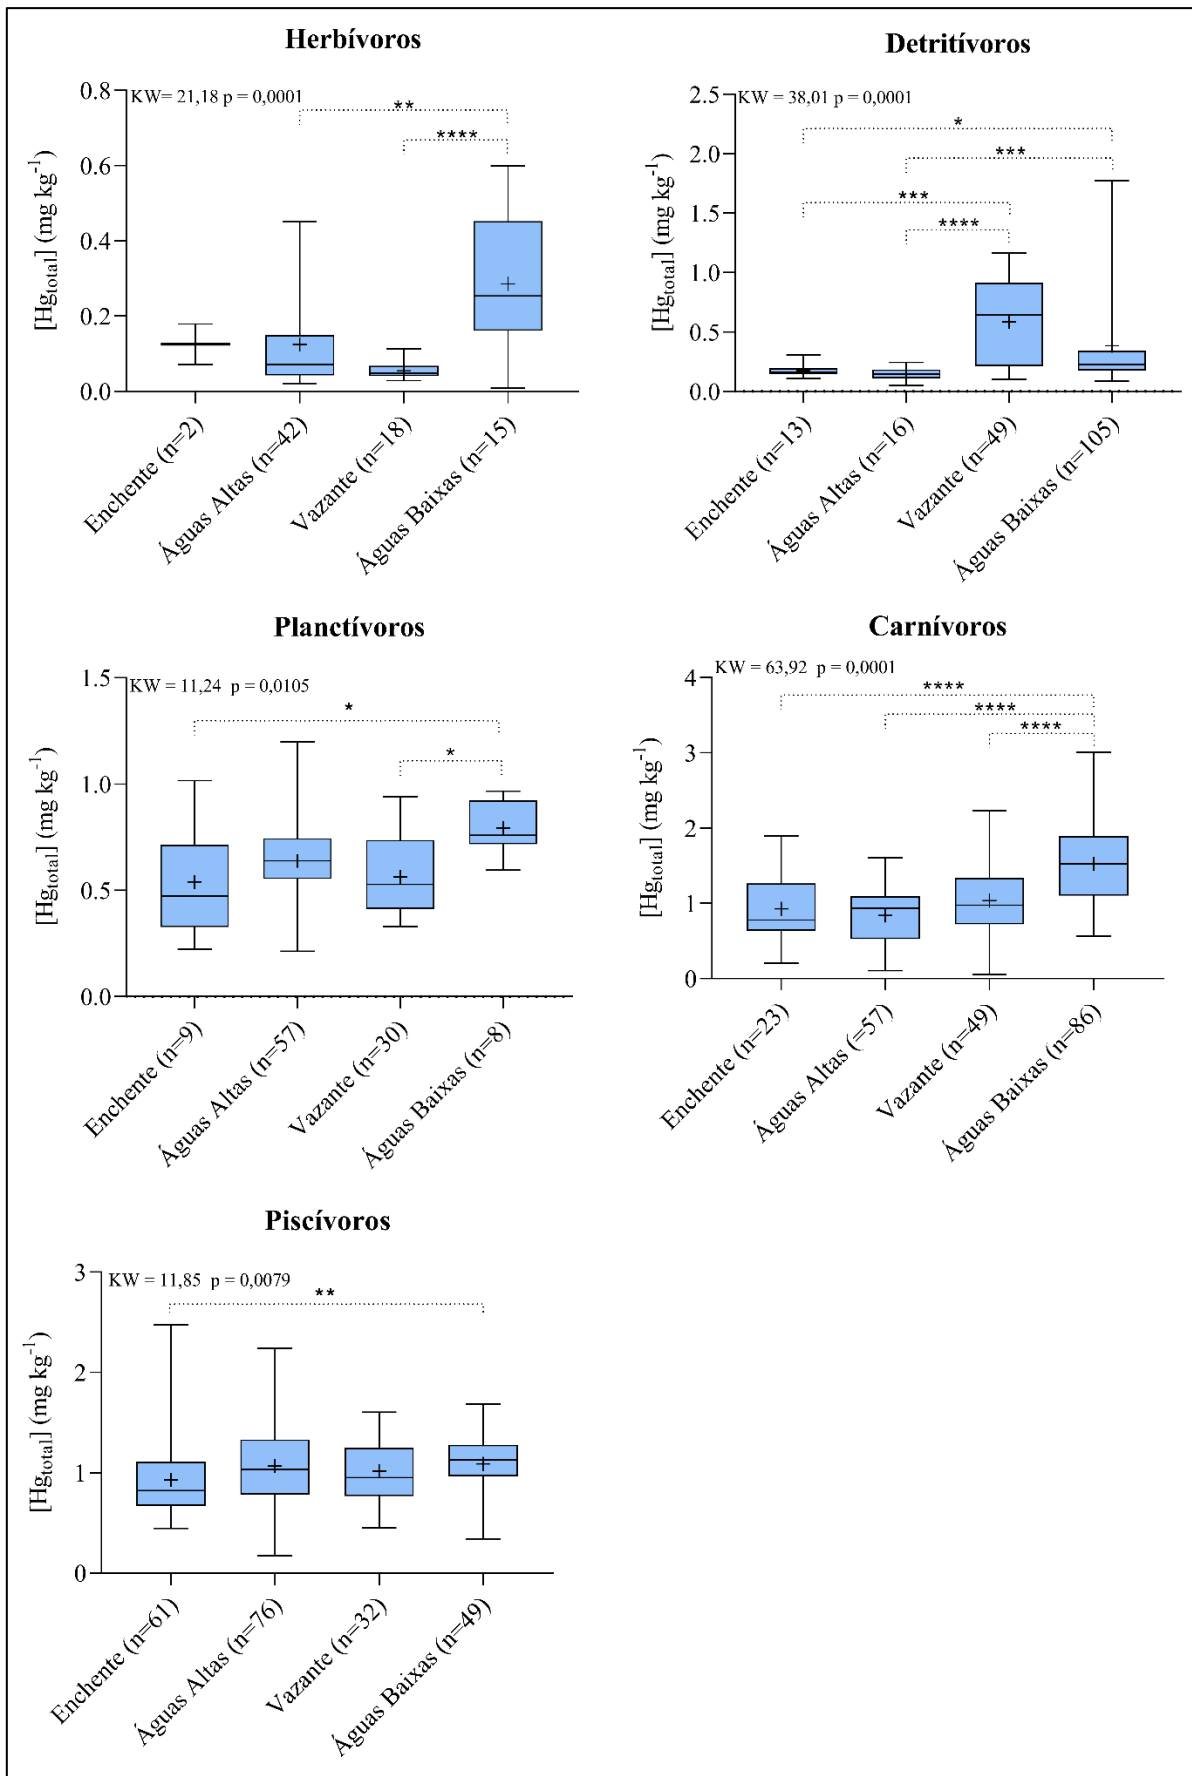 Herbívoros
KW= 21,18 p = 0,0001
**
****
[Hgtotal] (mg kg-1)
0.8
0.6
0.4
0.2
0.0
Enchente (n=2)
Águas Altas (n=42)
Vazante (n=18)
Águas Baixas (n=15)
Detritívoros
KW = 38,01 p = 0,0001
*
***
***
****
[Hgtotal] (mg kg-1)
2.5
2.0
1.5
1.0
0.5
0.0
Enchente (n=13)
Águas Altas (n=16)
Vazante (n=49)
Águas Baixas (n=105)
Planctívoros
KW = 11,24 p = 0,0105
*
*
[Hgtotal] (mg kg-1)
1.5
1.0
0.5
0.0
Enchente (n=9)
Águas Altas (n=57)
Vazante (n=30)
Águas Baixas (n=8)
Carnívoros
KW = 63,92 p = 0,0001
****
****
****
[Hgtotal] (mg kg-1)
4
3
2
1
0
Enchente (n=23)
Águas Altas (=57)
Vazante (n=49)
Águas Baixas (n=86)
Piscívoros
KW = 11,85 p = 0,0079
**
[Hgtotal] (mg kg-1)
3
2
1
0
Enchente (n=61)
Águas Altas (n=76)
Vazante (n=32)
Águas Baixas (n=49)